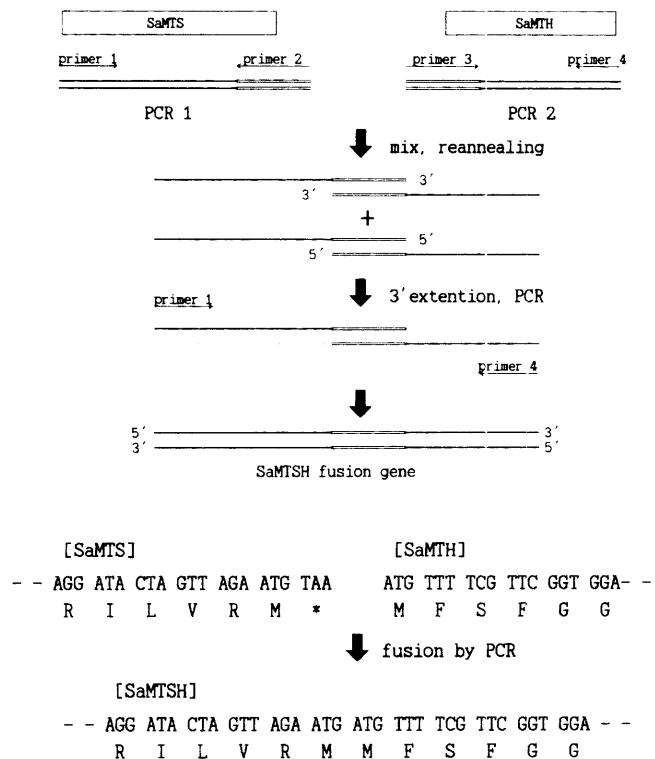 SaMTS SaMTH
primer 1 primer 2 primer 3 primer 4
PCR 1 PCR 2
mix, reannealing
3′
3′
+
5′
5′
primer 1 3′extention, PCR
primer 4
5′ 3′
3′ 5′
SaMTSH fusion gene
[SaMTS] [SaMTH]
- - AGG ATA CTA GTT AGA ATG TAA ATG TTT TCG TTC GGT GGA- -
R I L V R M * M F S F G G
fusion by PCR
[SaMTSH]
- - AGG ATA CTA GTT AGA ATG ATG TTT TCG TTC GGT GGA - -
R I L V R M M F S F G G